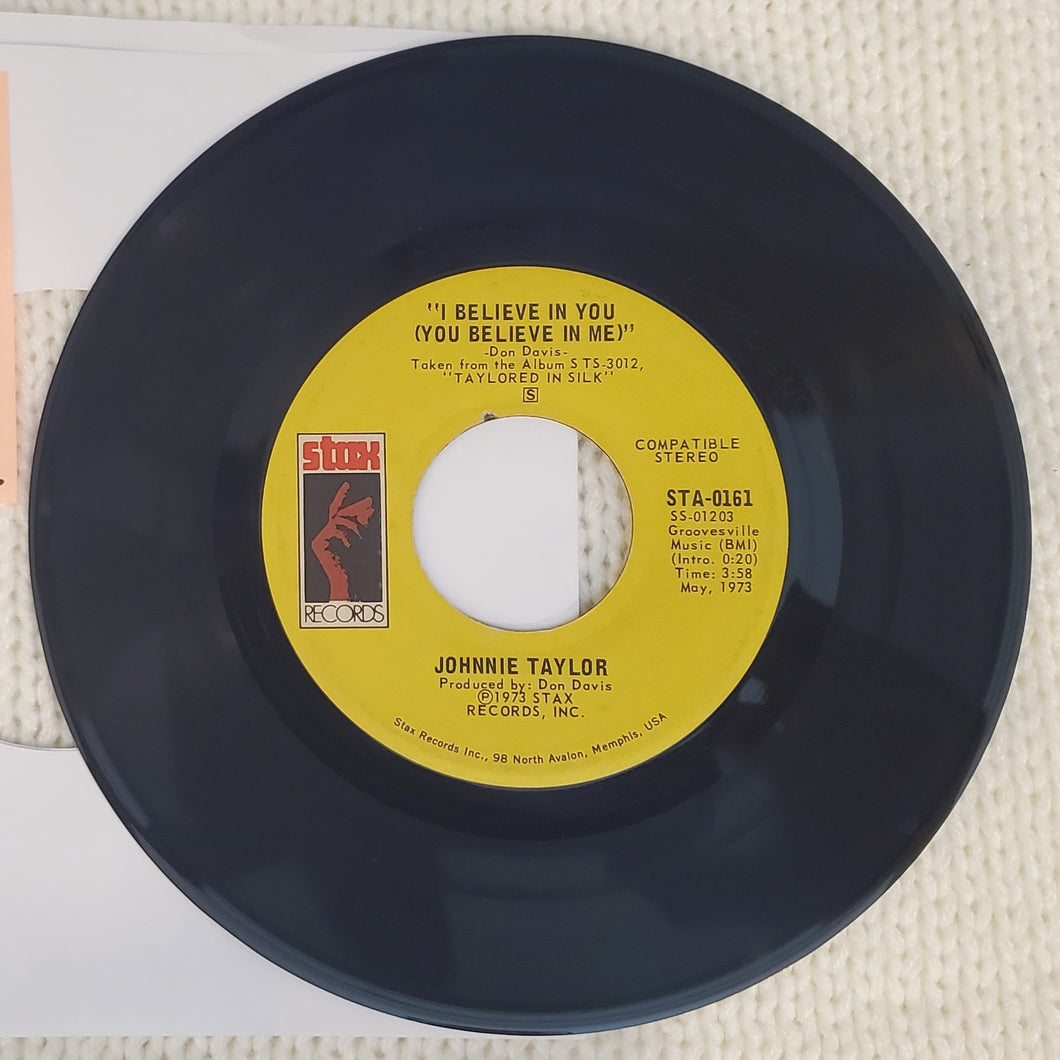 "I BELIEVE IN YOU
(YOU BELIEVE IN ME)"
-Don Davis-
Taken from the Album STS-3012,
"TAYLORED IN SILK"
S
stax
RECORDS
COMPATIBLE
STEREO
STA-0161
SS-01203
Groovesville
Music (BMI)
(Intro. 0:20)
Time: 3:58
May, 1973
JOHNNIE TAYLOR
Produced by: Don Davis
Ⓟ1973 STAX
RECORDS, INC.
Stax Records Inc., 98 North Avalon, Memphis, USA